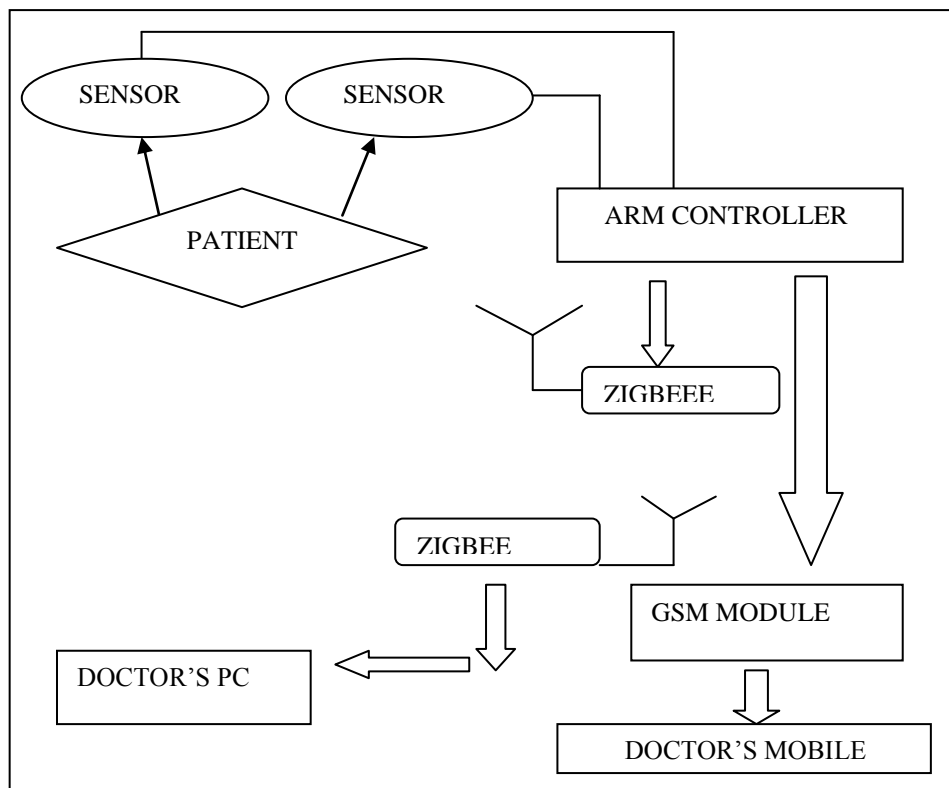 SENSOR
SENSOR
PATIENT
ARM CONTROLLER
ZIGBEEE
ZIGBEE
GSM MODULE
DOCTOR'S PC
DOCTOR'S MOBILE